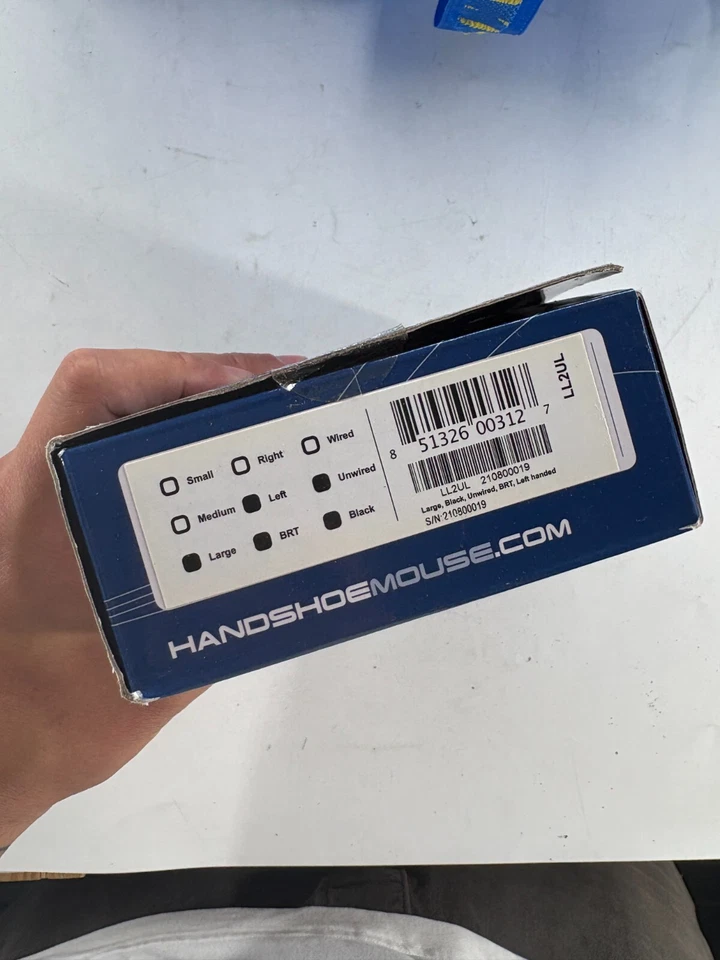 Small Right Wired
Medium Left Unwired
Large BRT Black
8 51326 00312 7
LL2UL
LL2UL 210800019
Large, Black, Unwired, BRT, Left handed
S/N:210800019
HANDSHOEMOUSE.COM